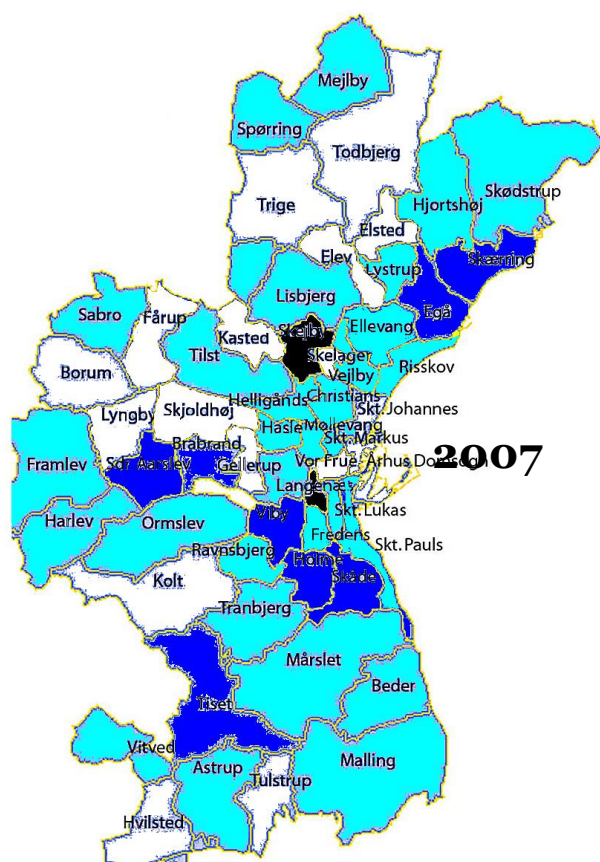 Mejlby
Spørring
Todbjerg
Skødstrup
Trige
Hjortshøj
Elsted
Elev
Lystrup
Skæring
Lisbjerg
Egå
Sabro
Fårup
Ellevang
Kasted
Skejby
Tilst
Skelager
Risskov
Borum
Vejlby
Helligånds
Christians
Lyngby
Skjoldhøj
Skt. Johannes
Hasle
Møllevang
Brabrand
Skt. Markus
Framlev
Sdr. Aarslev
Gellerup
Vor Frue
Århus Domsogn
2007
Langenæs
Harlev
Ormslev
Viby
Skt. Lukas
Frederis
Skt. Pauls
Ravnsbjerg
Holme
Kolt
Skåde
Tranbjerg
Mårslet
Beder
Tiset
Vitved
Astrup
Malling
Tulstrup
Hvilsted